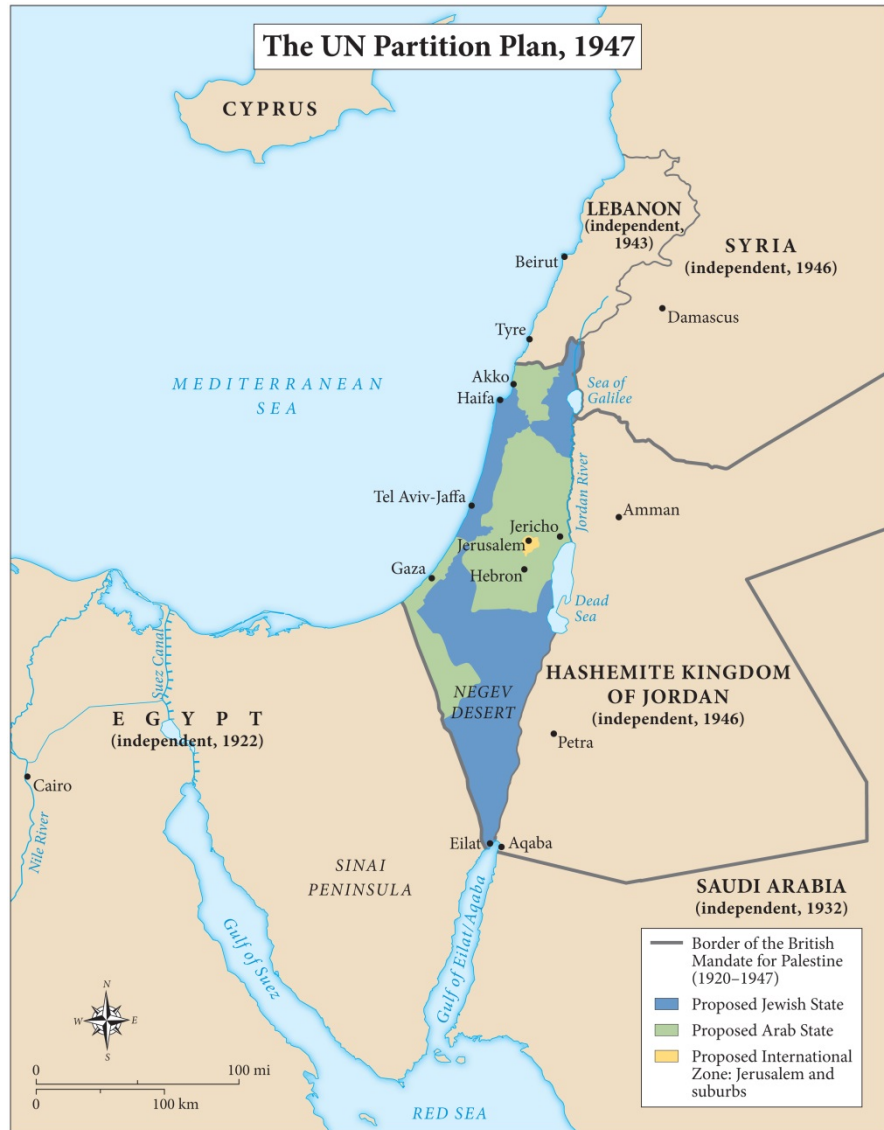 The UN Partition Plan, 1947
CYPRUS
LEBANON
(independent,
1943)
SYRIA
(independent, 1946)
Beirut
Damascus
Tyre
MEDITERRANEAN
SEA
Akko
Haifa
Sea of
Galilee
Tel Aviv-Jaffa
Jordan River
Amman
Jericho
Jerusalem
Gaza
Hebron
Dead
Sea
Suez Canal
NEGEV
DESERT
HASHEMITE KINGDOM
OF JORDAN
(independent, 1946)
EGYPT
(independent, 1922)
Petra
Cairo
Nile River
Eilat
Aqaba
SINAI
PENINSULA
Gulf of Suez
Gulf of Eilat/Aqaba
SAUDI ARABIA
(independent, 1932)
Border of the British
Mandate for Palestine
(1920–1947)
Proposed Jewish State
Proposed Arab State
Proposed International
Zone: Jerusalem and
suburbs
N
W E
S
0 100 mi
0 100 km
RED SEA